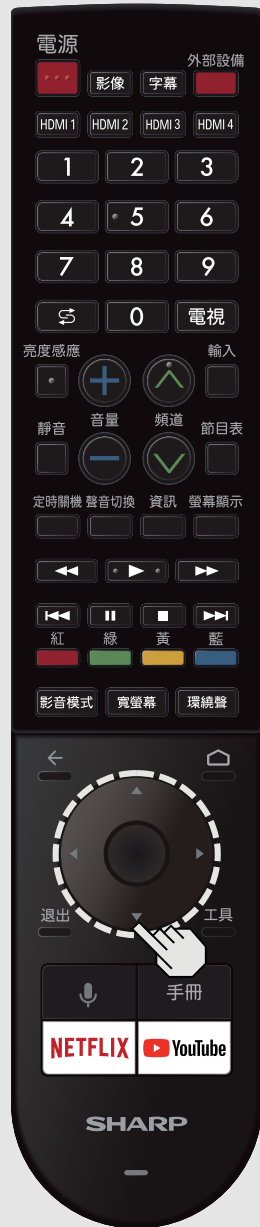 電源
外部設備
影像 字幕
HDMI 1 HDMI 2 HDMI 3 HDMI 4
1 2 3
4 5 6
7 8 9
0 電視
亮度感應 輸入
音量 頻道
靜音 節目表
定時關機 聲音切換 資訊 螢幕顯示
紅 綠 黃 藍
影音模式 寬螢幕 環繞聲
退出 工具
手冊
NETFLIX YouTube
SHARP